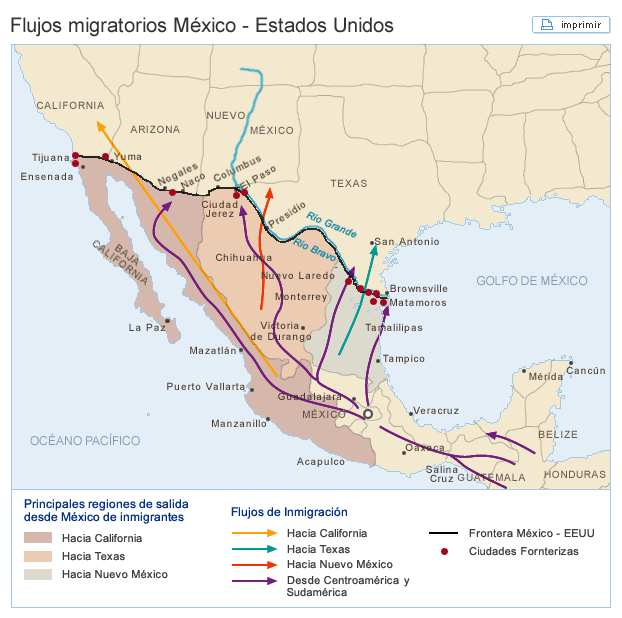 Flujos migratorios México - Estados Unidos
imprimir
CALIFORNIA
ARIZONA
NUEVO
MÉXICO
TEXAS
Tijuana
Yuma
Ensenada
Nogales
Naco
Columbus
El Paso
Ciudad
Jerez
Presidio
Río Grande
Río Bravo
San Antonio
BAJA
CALIFORNIA
Chihuahua
Nuevo Laredo
Monterrey
Brownsville
Matamoros
GOLFO DE MÉXICO
La Paz
Victoria
de Durango
Tamalilipas
Mazatlán
Tampico
Puerto Vallarta
Guadalajara
Mérida
Cancún
Manzanillo
MÉXICO
Veracruz
OCÉANO PACÍFICO
Acapulco
Oaxaca
BELIZE
Salina
Cruz
GUATEMALA
HONDURAS
Principales regiones de salida
desde México de inmigrantes
Hacia California
Hacia Texas
Hacia Nuevo México
Flujos de Inmigración
Hacia California
Hacia Texas
Hacia Nuevo México
Desde Centroamérica y
Sudamérica
Frontera México - EEUU
Ciudades Fornterizas